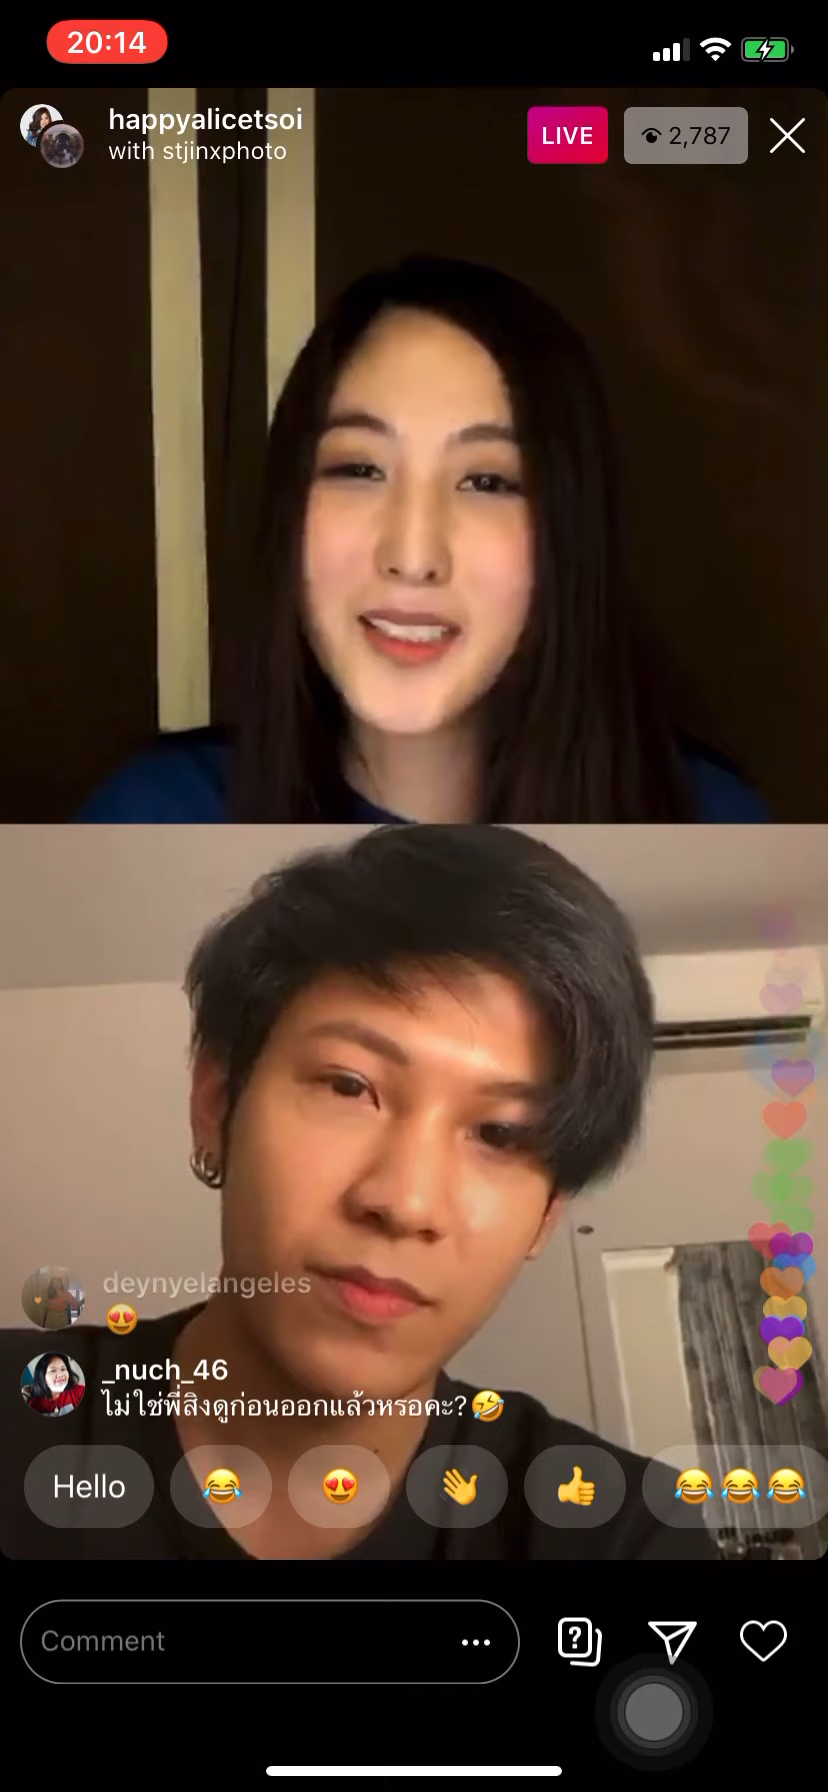 20:14
happyalicetsoi
with stjinxphoto
LIVE
2,787
deynyelangeles
😍
_nuch_46
ไม่ใช่พี่สิงดูก่อนออกแล้วหรอคะ?🤣
Hello
😂
😍
👋
👍
😂😂😂
Comment